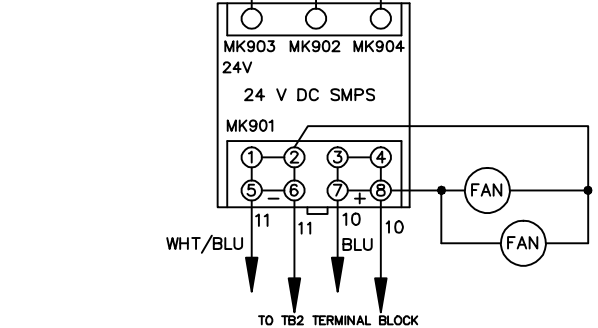 MK903 MK902 MK904
24V
24 V DC SMPS
MK901
1 2 3 4
5 − 6 7 + 8 FAN
11 11 10 10
WHT/BLU BLU FAN
TO TB2 TERMINAL BLOCK